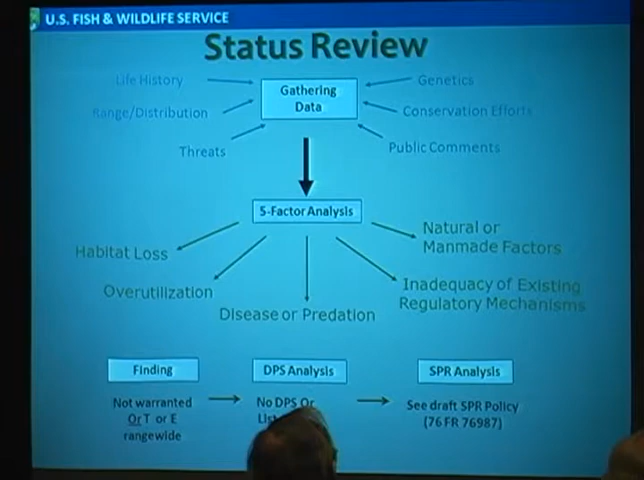 U.S. FISH & WILDLIFE SERVICE
Status Review
Life History
Gathering
Data
Genetics
Range/Distribution
Conservation Efforts
Threats
Public Comments
5-Factor Analysis
Natural or
Manmade Factors
Habitat Loss
Overutilization
Inadequacy of Existing
Regulatory Mechanisms
Disease or Predation
Finding
DPS Analysis
SPR Analysis
Not warranted
Or T or E
rangewide
No DPS Or
See draft SPR Policy
(76 FR 76987)